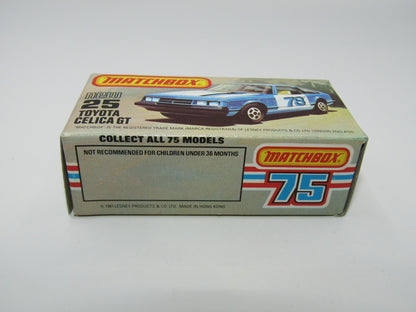 MATCHBOX
NEW
25
TOYOTA
CELICA GT
78
"MATCHBOX" IS THE REGISTERED TRADE MARK (MARCA REGISTRADA) OF LESNEY PRODUCTS & CO LTD. LONDON, ENGLAND.
COLLECT ALL 75 MODELS
NOT RECOMMENDED FOR CHILDREN UNDER 36 MONTHS
MATCHBOX
75
© 1981 LESNEY PRODUCTS & CO. LTD. MADE IN HONG KONG